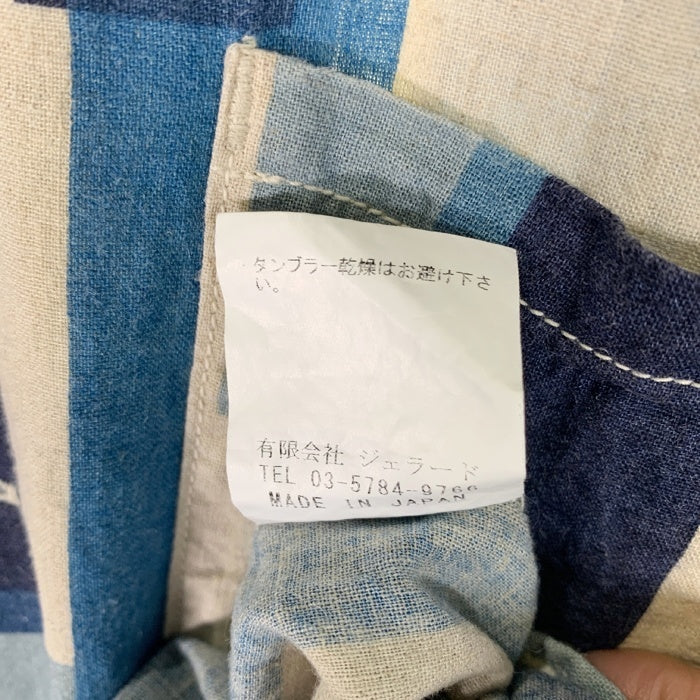 ・タンブラー乾燥はお避け下さ
い。
有限会社 ジェラード
TEL 03-5784-9766
MADE IN JAPAN